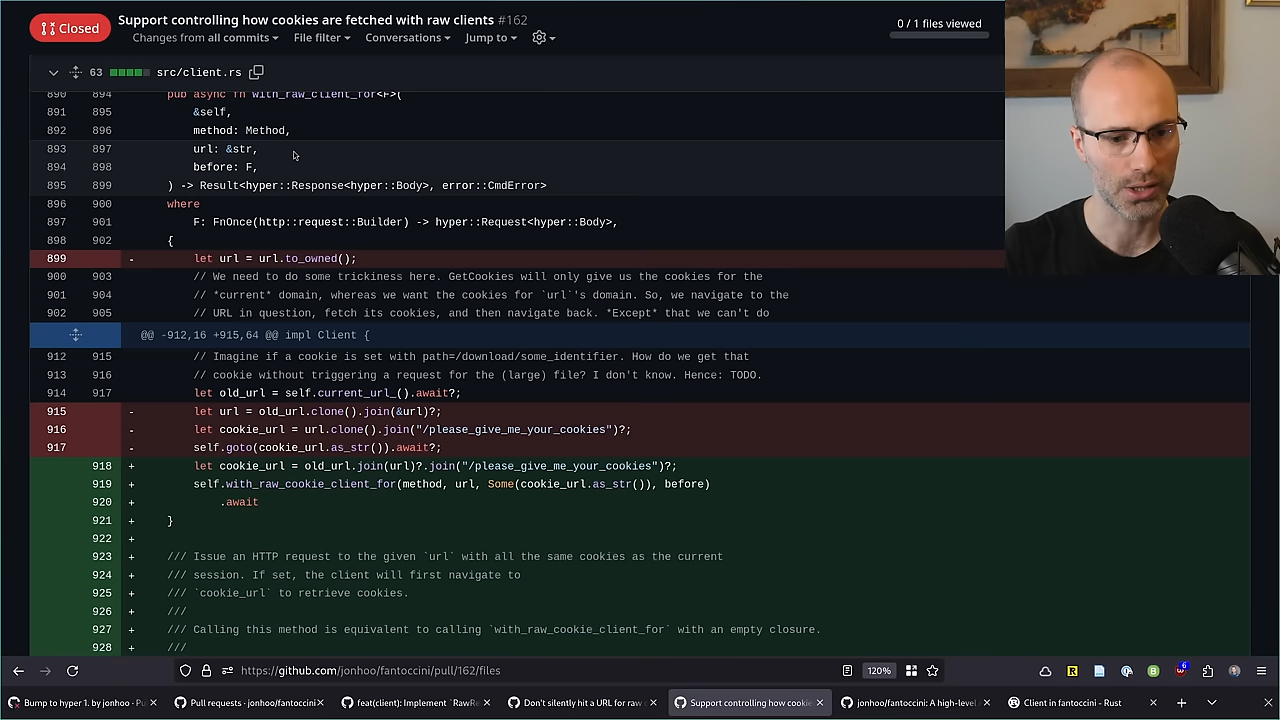 Closed
Support controlling how cookies are fetched with raw clients #162
Changes from all commits
File filter
Conversations
Jump to
0 / 1 files viewed
63 src/client.rs
890 894 pub async fn with_raw_client_for<F>(
891 895 &self,
892 896 method: Method,
893 897 url: &str,
894 898 before: F,
895 899 ) -> Result<hyper::Response<hyper::Body>, error::CmdError>
896 900 where
897 901 F: FnOnce(http::request::Builder) -> hyper::Request<hyper::Body>,
898 902 {
899 - let url = url.to_owned();
900 903 // We need to do some trickiness here. GetCookies will only give us the cookies for the
901 904 // *current* domain, whereas we want the cookies for `url`'s domain. So, we navigate to the
902 905 // URL in question, fetch its cookies, and then navigate back. *Except* that we can't do
@@ -912,16 +915,64 @@ impl Client {
912 915 // Imagine if a cookie is set with path=/download/some_identifier. How do we get that
913 916 // cookie without triggering a request for the (large) file? I don't know. Hence: TODO.
914 917 let old_url = self.current_url_().await?;
915 - let url = old_url.clone().join(&url)?;
916 - let cookie_url = url.clone().join("/please_give_me_your_cookies")?;
917 - self.goto(cookie_url.as_str()).await?;
918 + let cookie_url = old_url.join(url)?.join("/please_give_me_your_cookies")?;
919 + self.with_raw_cookie_client_for(method, url, Some(cookie_url.as_str()), before)
920 + .await
921 + }
922 +
923 + /// Issue an HTTP request to the given `url` with all the same cookies as the current
924 + /// session. If set, the client will first navigate to
925 + /// `cookie_url` to retrieve cookies.
926 + ///
927 + /// Calling this method is equivalent to calling `with_raw_cookie_client_for` with an empty closure.
928 + ///
https://github.com/jonhoo/fantoccini/pull/162/files
120%
6
Bump to hyper 1. by jonhoo · Pu
Pull requests · jonhoo/fantoccini
feat(client): Implement `RawRe
Don't silently hit a URL for raw c
Support controlling how cookie
jonhoo/fantoccini: A high-level
Client in fantoccini - Rust